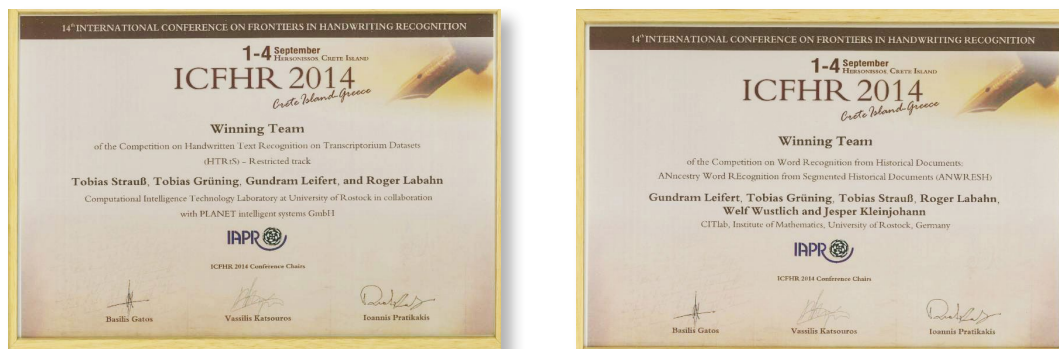 14th INTERNATIONAL CONFERENCE ON FRONTIERS IN HANDWRITING RECOGNITION
1-4 September
HERSONISSOS, CRETE ISLAND
ICFHR 2014
Crete Island-Greece
Winning Team
of the Competition on Handwritten Text Recognition on Transcriptorium Datasets
(HTRtS) – Restricted track
Tobias Strauß, Tobias Grüning, Gundram Leifert, and Roger Labahn
Computational Intelligence Technology Laboratory at University of Rostock in collaboration
with PLANET intelligent systems GmbH
IAPR
ICFHR 2014 Conference Chairs
Basilis Gatos Vassilis Katsouros Ioannis Pratikakis
14th INTERNATIONAL CONFERENCE ON FRONTIERS IN HANDWRITING RECOGNITION
1-4 September
HERSONISSOS, CRETE ISLAND
ICFHR 2014
Crete Island-Greece
Winning Team
of the Competition on Word Recognition from Historical Documents:
ANncestry Word REcognition from Segmented Historical Documents (ANWRESH)
Gundram Leifert, Tobias Grüning, Tobias Strauß, Roger Labahn,
Welf Wustlich and Jesper Kleinjohann
CITlab, Institute of Mathematics, University of Rostock, Germany
IAPR
ICFHR 2014 Conference Chairs
Basilis Gatos Vassilis Katsouros Ioannis Pratikakis